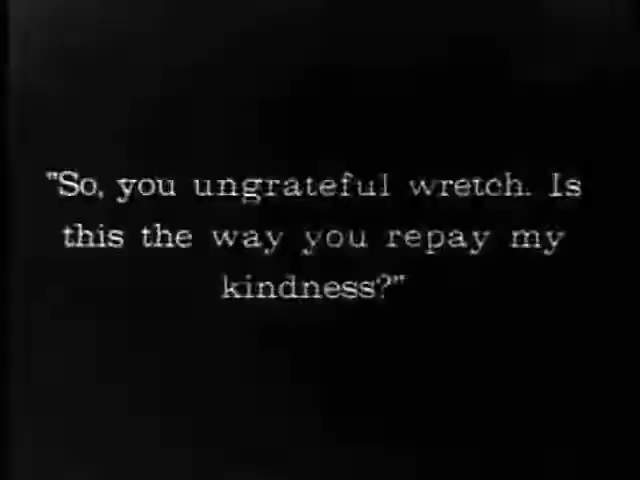 "So, you ungrateful wretch. Is
this the way you repay my
kindness?"